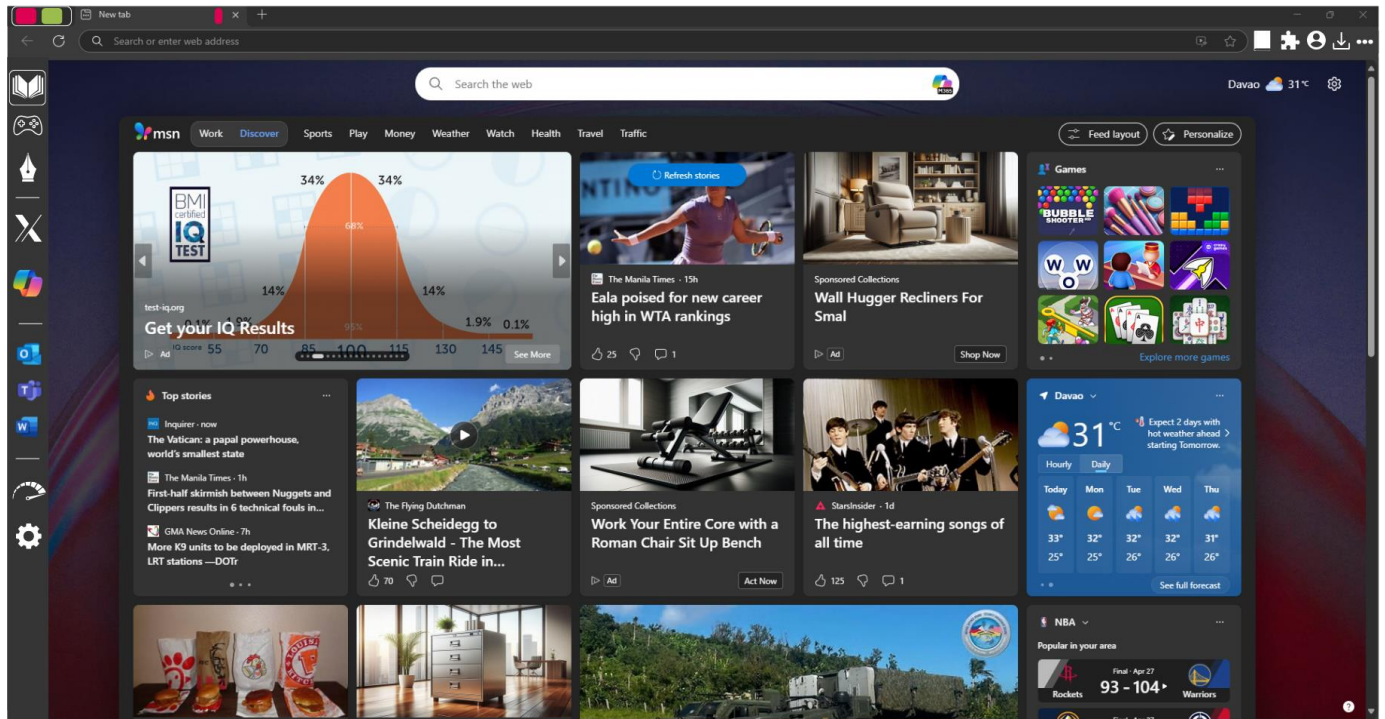 New tab
Search or enter web address
Search the web
M365
Davao 31°C
msn Work Discover Sports Play Money Weather Watch Health Travel Traffic
Feed layout Personalize
BMI
certified
IQ
TEST
34% 34%
68%
14% 14%
0.1% 1.9% 95% 1.9% 0.1%
IQ score 55 70 85 100 115 130 145
test-iq.org
Get your IQ Results
Ad
See More
Refresh stories
The Manila Times · 15h
Eala poised for new career
high in WTA rankings
25 1
Sponsored Collections
Wall Hugger Recliners For
Smal
Ad Shop Now
Games
BUBBLE
SHOOTER
W W
O
Explore more games
Top stories
Inquirer · now
The Vatican: a papal powerhouse,
world's smallest state
The Manila Times · 1h
First-half skirmish between Nuggets and
Clippers results in 6 technical fouls in...
GMA News Online · 7h
More K9 units to be deployed in MRT-3,
LRT stations —DOTr
The Flying Dutchman
Kleine Scheidegg to
Grindelwald - The Most
Scenic Train Ride in...
70
Sponsored Collections
Work Your Entire Core with a
Roman Chair Sit Up Bench
Ad Act Now
StarsInsider · 1d
The highest-earning songs of
all time
125 1
Davao
31 °C
Expect 2 days with
hot weather ahead
starting Tomorrow.
Hourly Daily
Today Mon Tue Wed Thu
33° 32° 32° 32° 31°
25° 25° 26° 26° 26°
See full forecast
NBA
Popular in your area
Final · Apr 27
93 - 104
Rockets Warriors